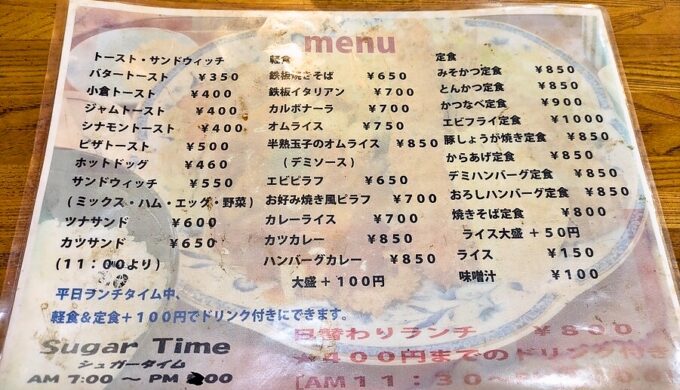 menu
トースト・サンドウィッチ
バタートースト ¥350
小倉トースト ¥400
ジャムトースト ¥400
シナモントースト ¥400
ピザトースト ¥500
ホットドッグ ¥460
サンドウィッチ ¥550
(ミックス・ハム・エッグ・野菜)
ツナサンド ¥600
カツサンド ¥650
(11:00より)
軽食
鉄板焼きそば ¥650
鉄板イタリアン ¥700
カルボナーラ ¥700
オムライス ¥750
半熟玉子のオムライス ¥850
(デミソース)
エビピラフ ¥650
お好み焼き風ピラフ ¥700
カレーライス ¥700
カツカレー ¥850
ハンバーグカレー ¥850
大盛+100円
定食
みそかつ定食 ¥850
とんかつ定食 ¥850
かつなべ定食 ¥900
エビフライ定食 ¥1000
豚しょうが焼き定食 ¥850
からあげ定食 ¥850
デミハンバーグ定食 ¥850
おろしハンバーグ定食 ¥850
焼きそば定食 ¥800
ライス大盛+50円
ライス ¥150
味噌汁 ¥100
平日ランチタイム中、
軽食&定食+100円でドリンク付きにできます。
Sugar Time
シュガータイム
AM 7:00 ～ PM :00
日替わりランチ ¥800
400円までのドリンク付き
[AM11:30～